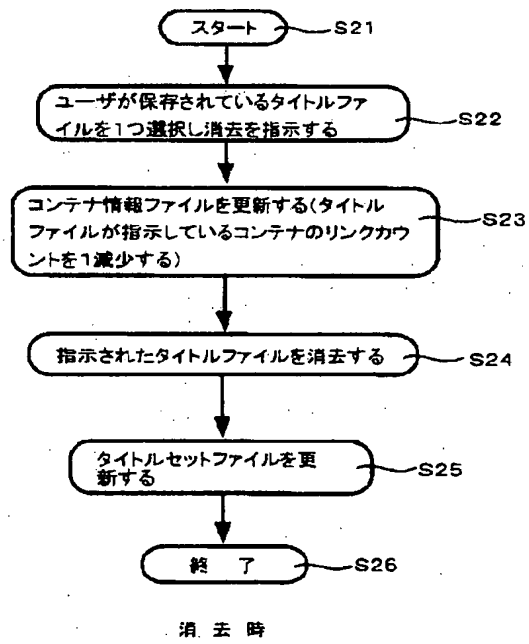 スタート S21
ユーザが保存されているタイトルファ
イルを1つ選択し消去を指示する S22
コンテナ情報ファイルを更新する(タイトル
ファイルが指示しているコンテナのリンクカウ S23
ントを1減少する)
指示されたタイトルファイルを消去する S24
タイトルセットファイルを更
新する S25
終 了 S26
消 去 時